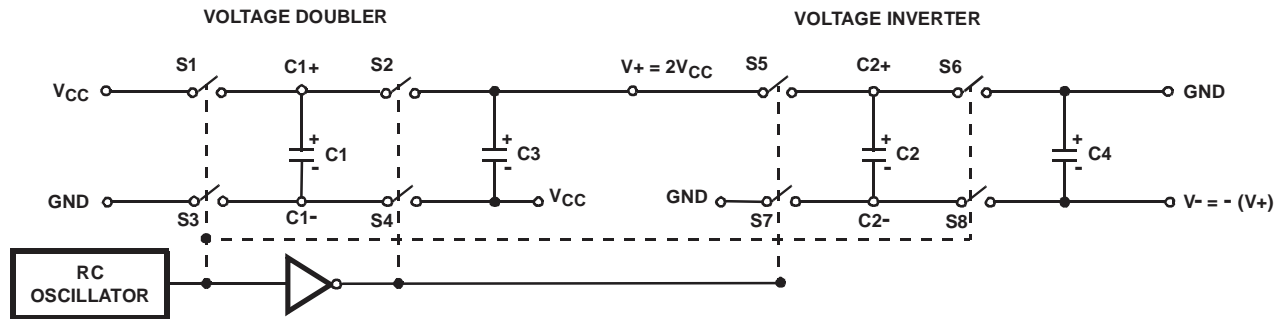 VOLTAGE DOUBLER
VOLTAGE INVERTER
S1 C1+ S2 V+ = 2VCC S5 C2+ S6
VCC GND
+ C1 - + C3 - + C2 - + C4 -
GND VCC GND V- = - (V+)
S3 C1- S4 S7 C2- S8
RC
OSCILLATOR